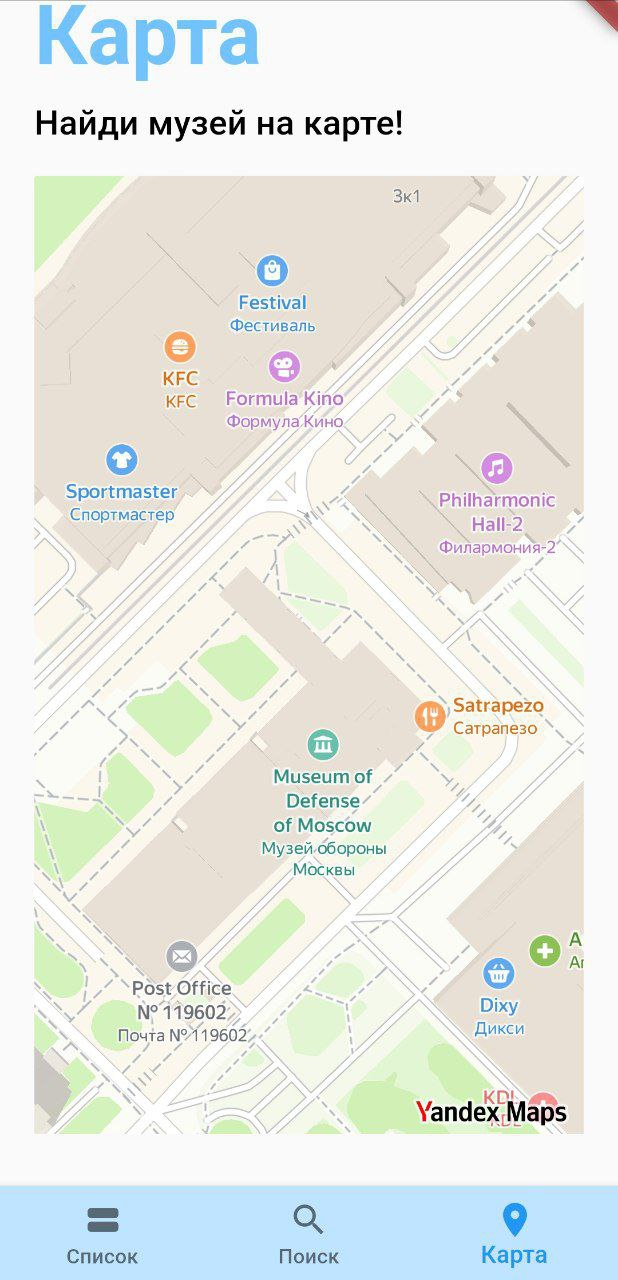 Карта
Найди музей на карте!
3к1
Festival
Фестиваль
KFC
KFC
Formula Kino
Формула Кино
Sportmaster
Спортмастер
Philharmonic
Hall-2
Филармония-2
Satrapezo
Сатрапезо
Museum of
Defense
of Moscow
Музей обороны
Москвы
Post Office
№ 119602
Почта № 119602
Dixy
Дикси
KDL
KDL
Yandex Maps
Список
Поиск
Карта